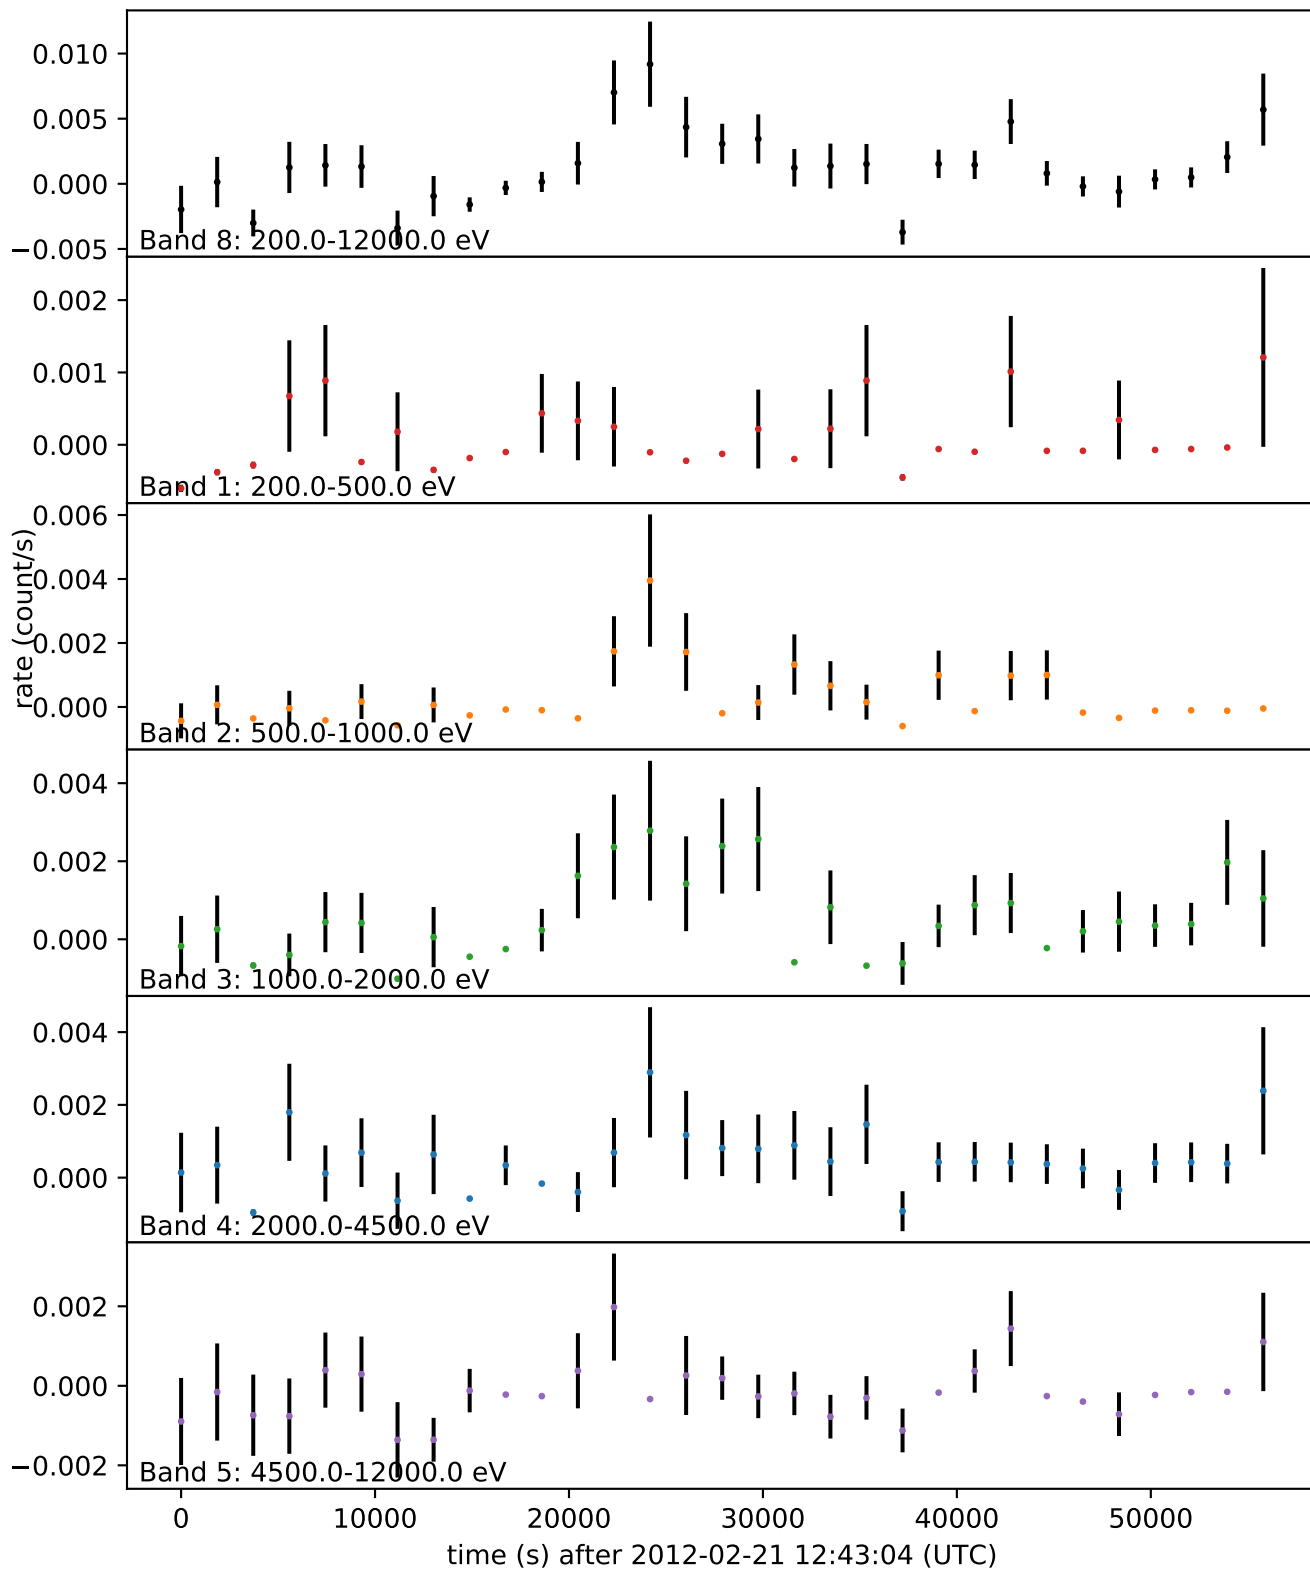 0.010
0.005
0.000
−0.005
Band 8: 200.0-12000.0 eV
0.002
0.001
0.000
Band 1: 200.0-500.0 eV
0.006
0.004
0.002
0.000
Band 2: 500.0-1000.0 eV
rate (count/s)
0.004
0.002
0.000
Band 3: 1000.0-2000.0 eV
0.004
0.002
0.000
Band 4: 2000.0-4500.0 eV
0.002
0.000
−0.002
Band 5: 4500.0-12000.0 eV
0 10000 20000 30000 40000 50000
time (s) after 2012-02-21 12:43:04 (UTC)